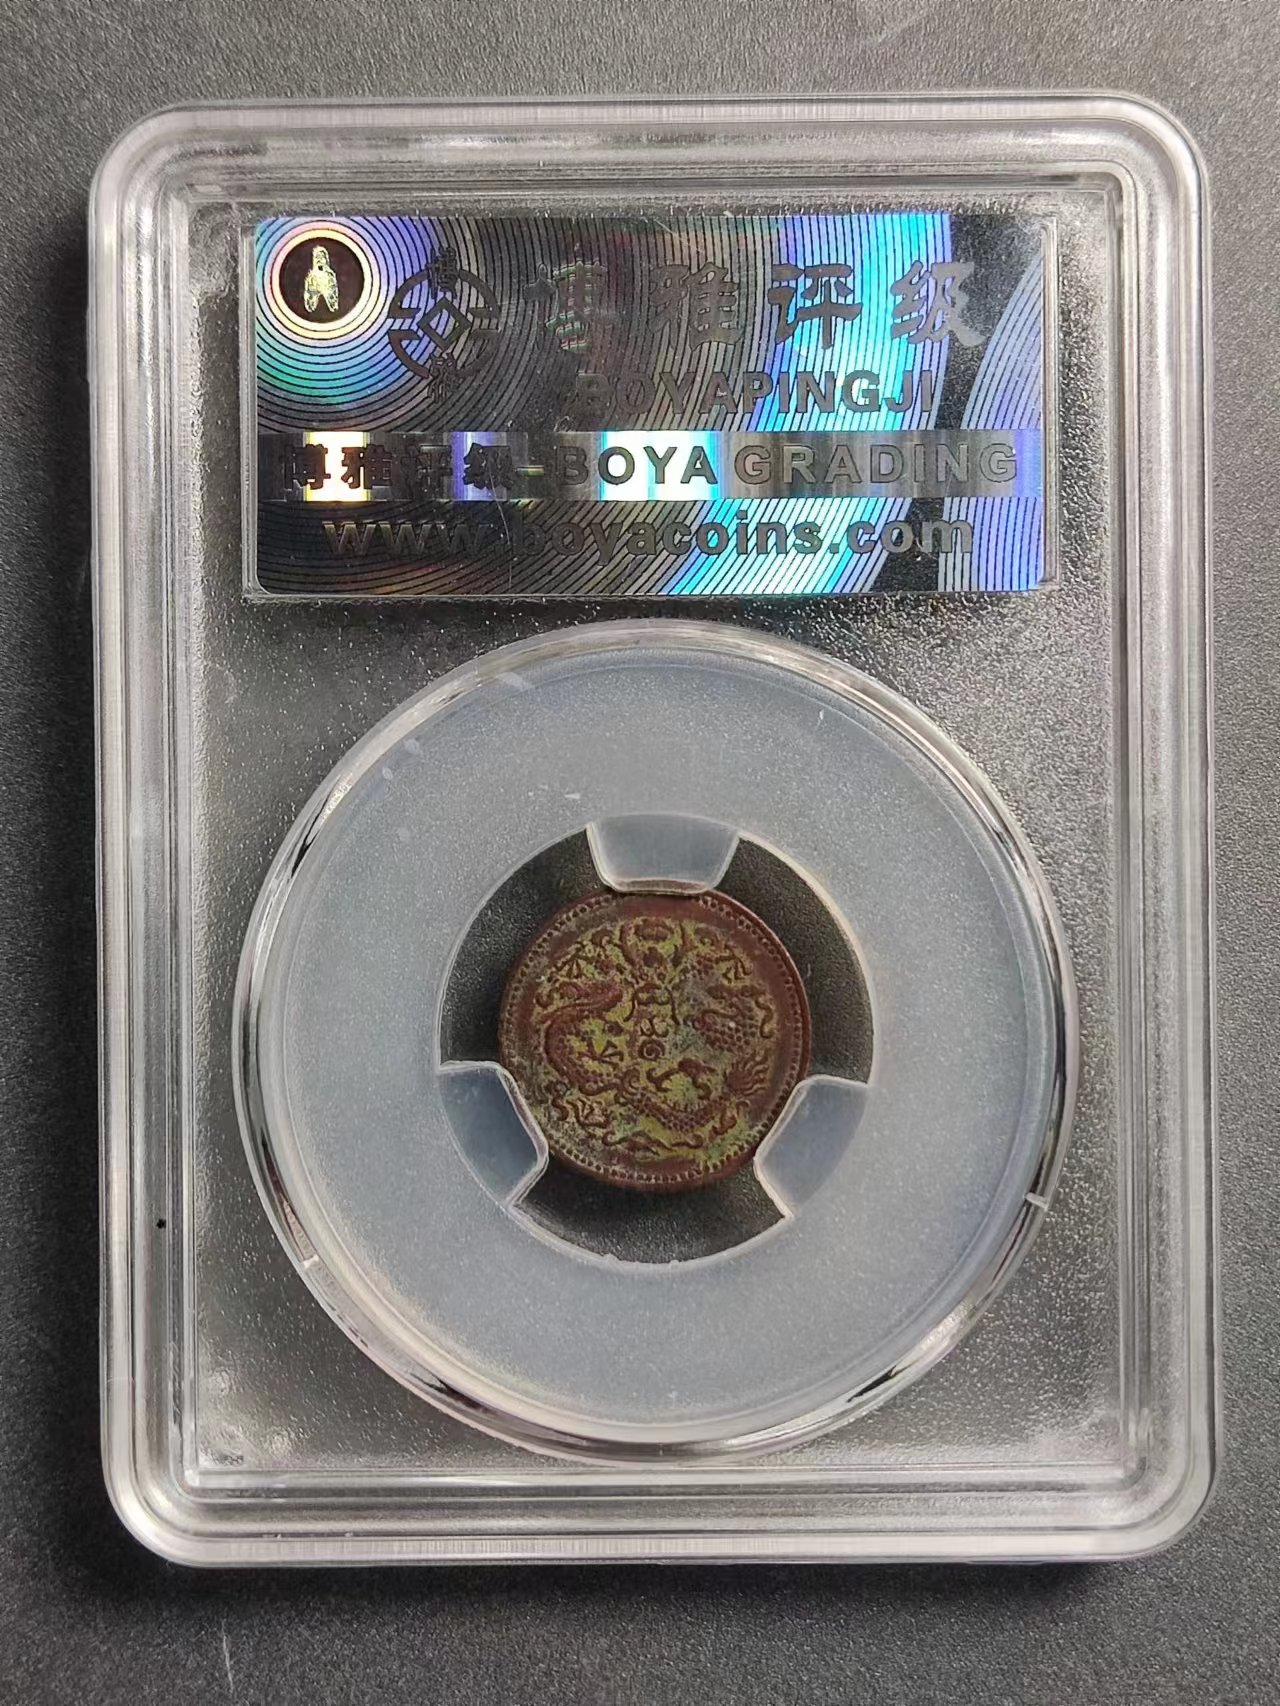 博雅评级
BOYAPINGJI
博雅评级-BOYA GRADING
www.boyacoins.com